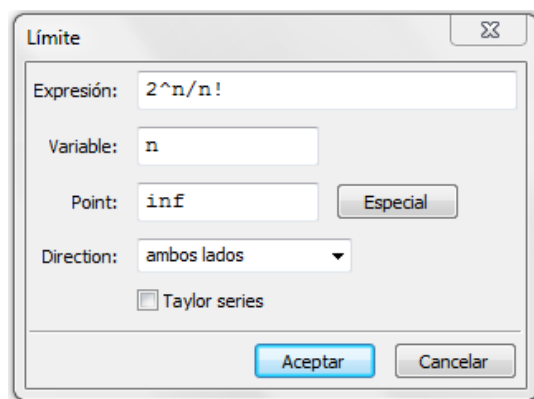 Límite
Expresión: 2^n/n!
Variable: n
Point: inf Especial
Direction: ambos lados
Taylor series
Aceptar Cancelar